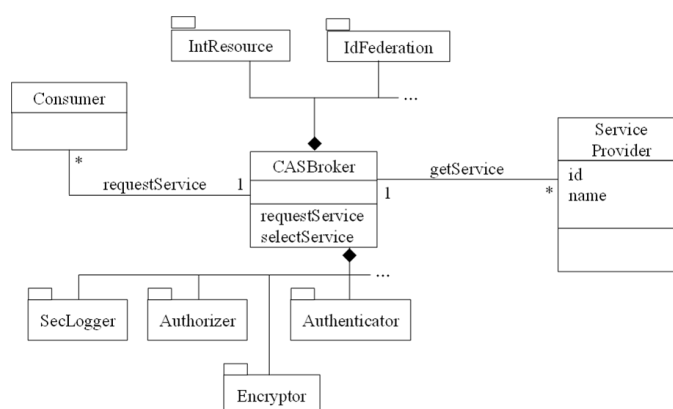 IntResource
IdFederation
...
Consumer
*
requestService
1
CASBroker
requestService
selectService
getService
1
*
Service
Provider
id
name
...
SecLogger
Authorizer
Authenticator
Encryptor